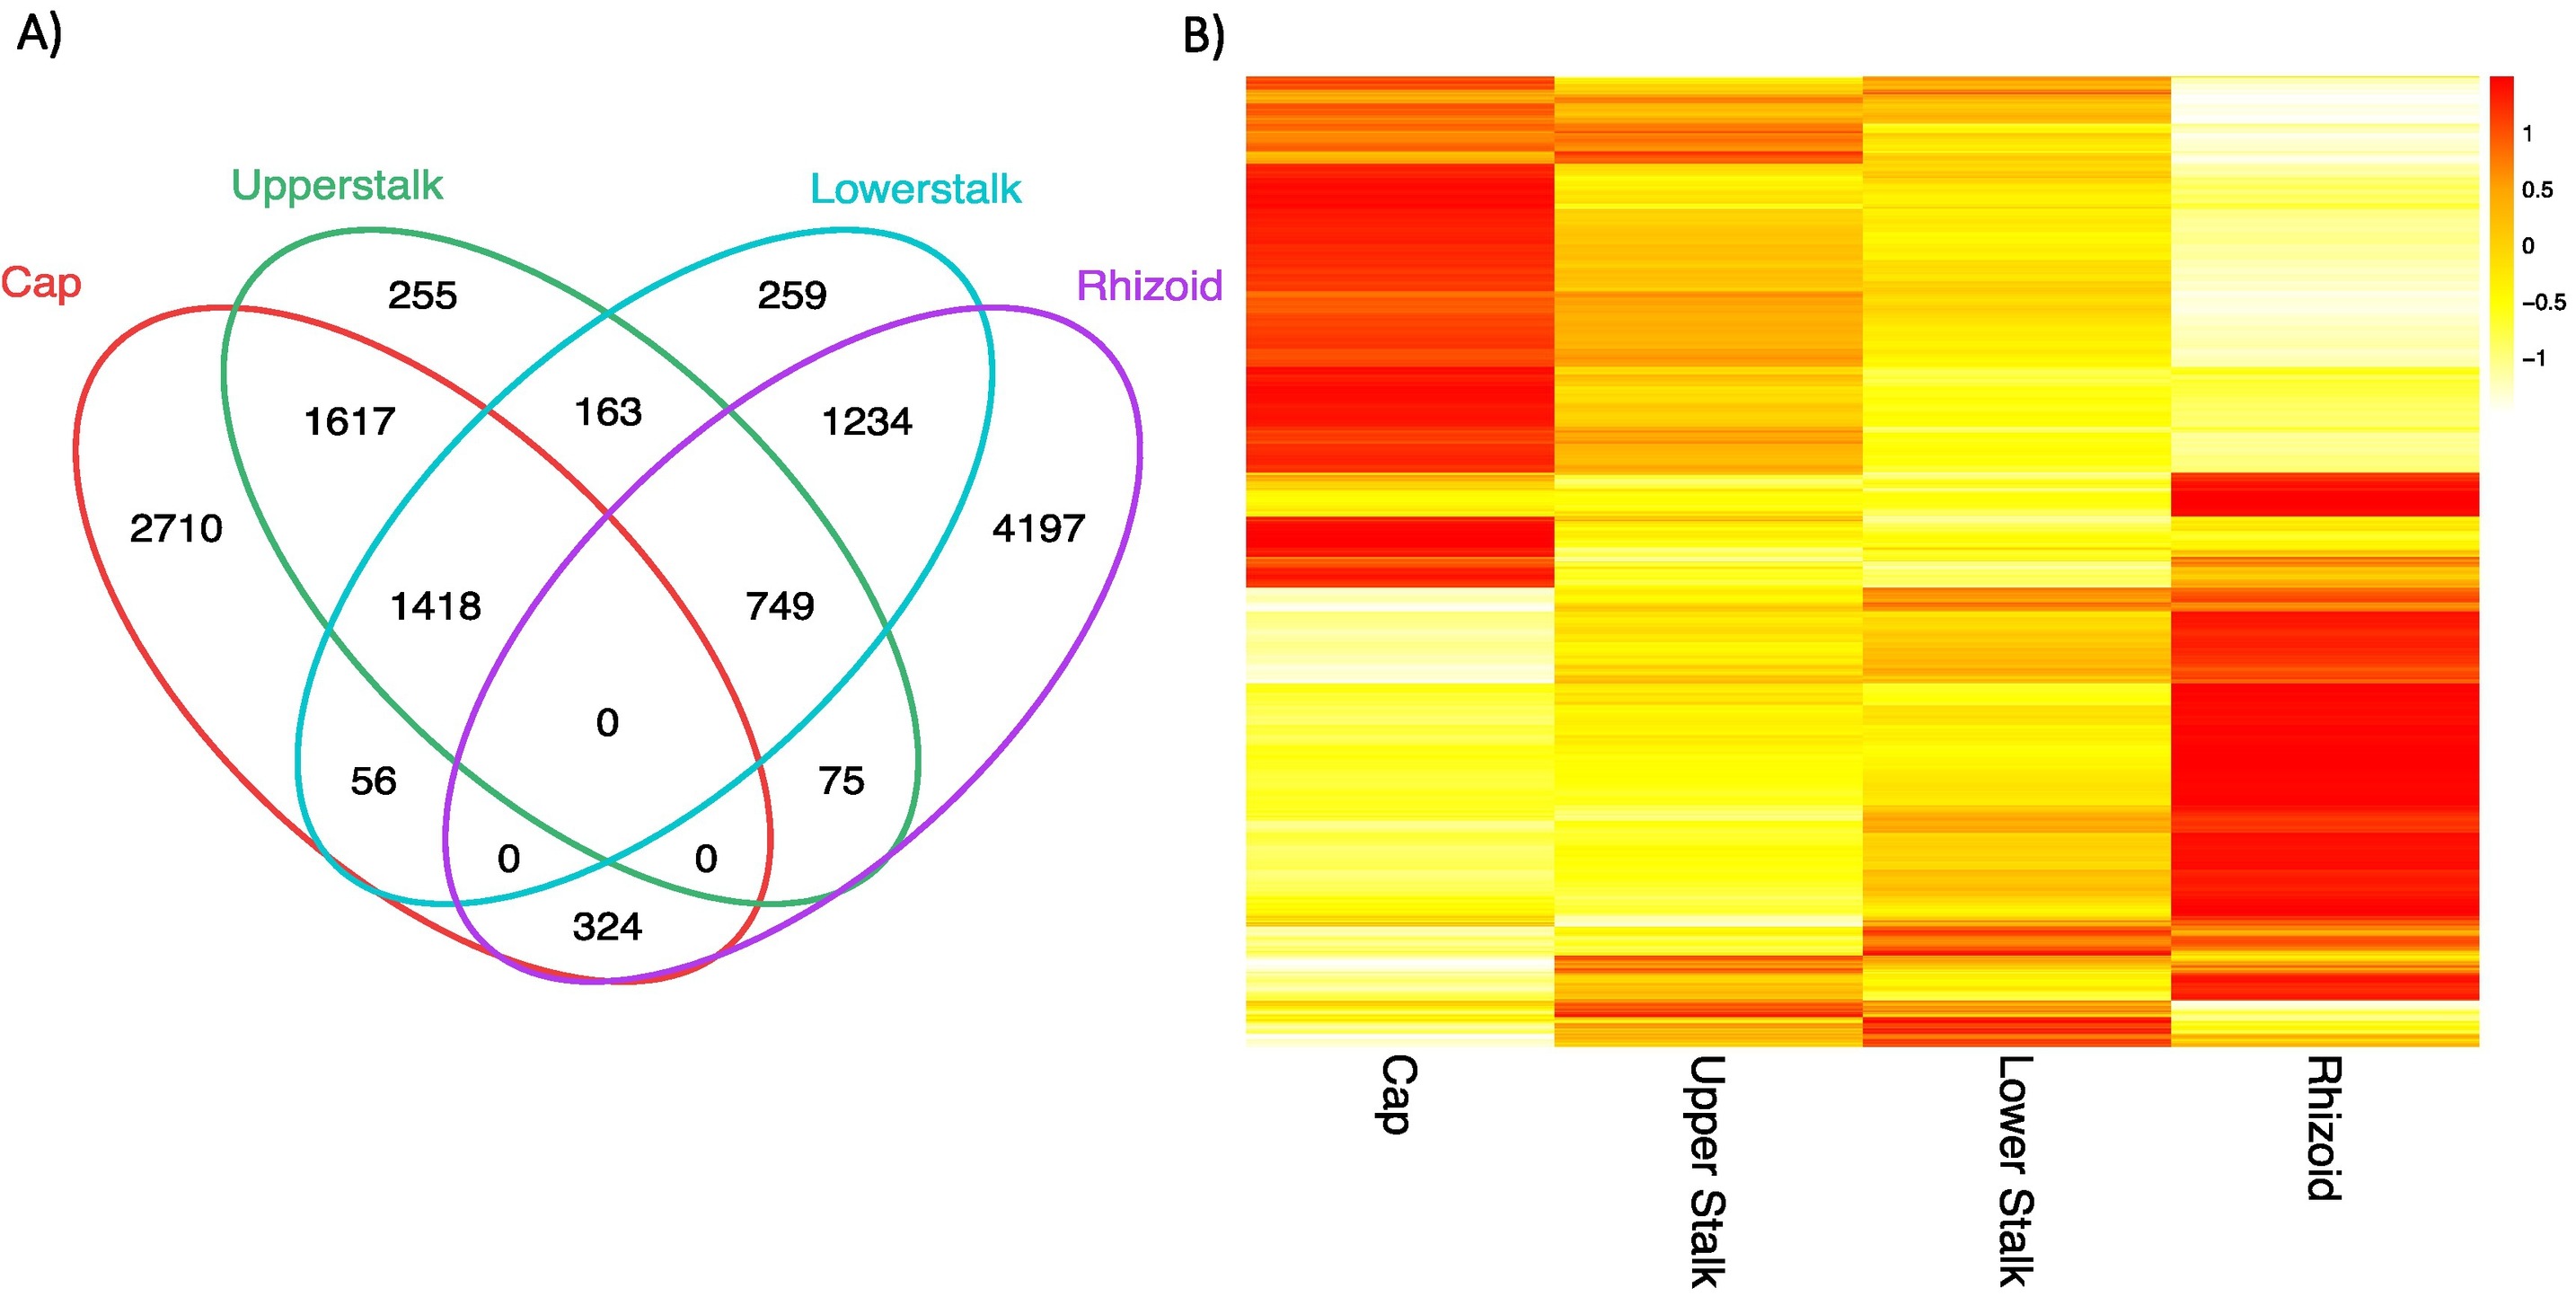 A)
Upperstalk
Lowerstalk
Cap
Rhizoid
255
259
1617
163
1234
2710
4197
1418
749
0
56
75
0
0
324
B)
1
0.5
0
−0.5
−1
Cap
Upper Stalk
Lower Stalk
Rhizoid